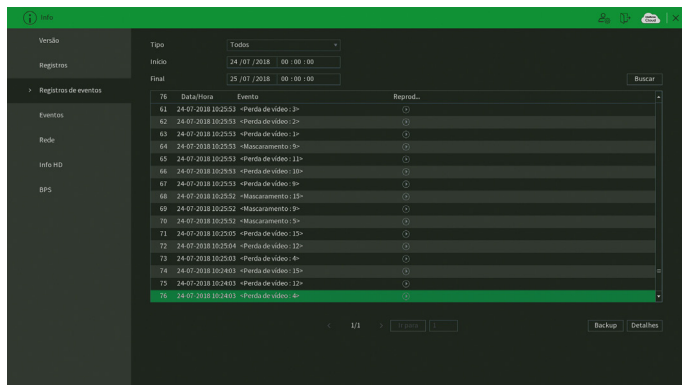 Info
Versão
Registros
Registros de eventos
Eventos
Rede
Info HD
BPS
Tipo Todos
Início 24 /07 /2018 00 : 00 : 00
Final 25 /07 /2018 00 : 00 : 00
Buscar
76 Data/Hora Evento Reprod...
61 24-07-2018 10:25:53 <Perda de vídeo : 3>
62 24-07-2018 10:25:53 <Perda de vídeo : 2>
63 24-07-2018 10:25:53 <Perda de vídeo : 1>
64 24-07-2018 10:25:53 <Mascaramento : 9>
65 24-07-2018 10:25:53 <Perda de vídeo : 11>
66 24-07-2018 10:25:53 <Perda de vídeo : 10>
67 24-07-2018 10:25:53 <Perda de vídeo : 9>
68 24-07-2018 10:25:52 <Mascaramento : 15>
69 24-07-2018 10:25:52 <Mascaramento : 9>
70 24-07-2018 10:25:52 <Mascaramento : 5>
71 24-07-2018 10:25:05 <Perda de vídeo : 15>
72 24-07-2018 10:25:04 <Perda de vídeo : 12>
73 24-07-2018 10:25:03 <Perda de vídeo : 4>
74 24-07-2018 10:24:03 <Perda de vídeo : 15>
75 24-07-2018 10:24:03 <Perda de vídeo : 12>
76 24-07-2018 10:24:03 <Perda de vídeo : 4>
1/1 Ir para 1
Backup Detalhes